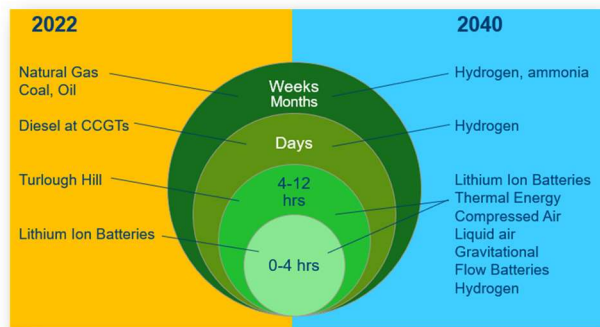 2022
2040
Natural Gas
Coal, Oil
Weeks
Months
Hydrogen, ammonia
Diesel at CCGTs
Days
Hydrogen
Turlough Hill
4-12
hrs
Lithium Ion Batteries
Thermal Energy
Compressed Air
Liquid air
Gravitational
Flow Batteries
Hydrogen
Lithium Ion Batteries
0-4 hrs